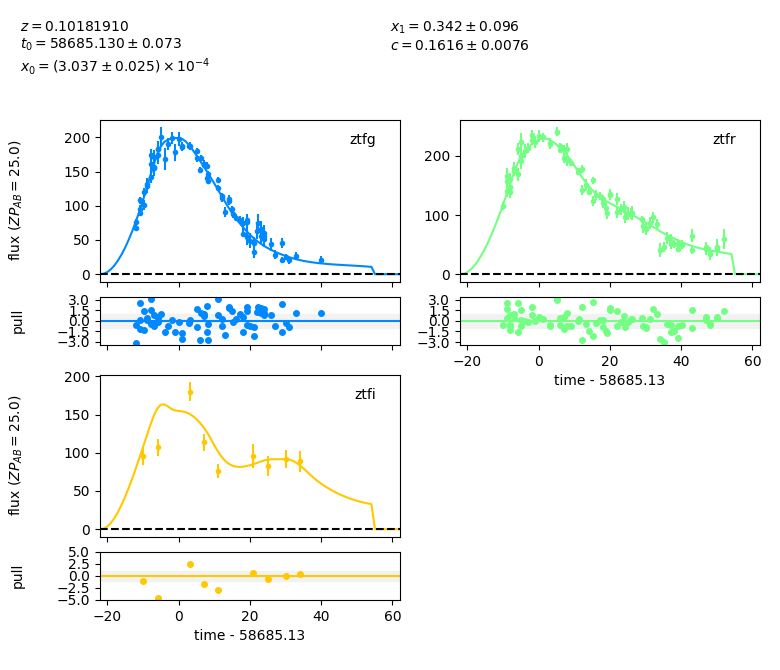 z = 0.10181910
t₀ = 58685.130 ± 0.073
x₀ = (3.037 ± 0.025) × 10⁻⁴
x₁ = 0.342 ± 0.096
c = 0.1616 ± 0.0076
flux (ZP_AB = 25.0)
200
150
100
50
0
ztfg
200
100
0
ztfr
pull
3.0
1.5
0.0
−1.5
−3.0
3.0
1.5
0.0
−1.5
−3.0
−20 0 20 40 60
time - 58685.13
flux (ZP_AB = 25.0)
200
150
100
50
0
ztfi
pull
5.0
2.5
0.0
−2.5
−5.0
−20 0 20 40 60
time - 58685.13